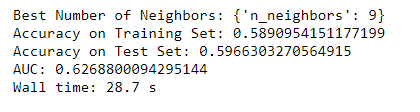 Best Number of Neighbors: {'n_neighbors': 9}
Accuracy on Training Set: 0.5890954151177199
Accuracy on Test Set: 0.5966303270564915
AUC: 0.6268800094295144
Wall time: 28.7 s